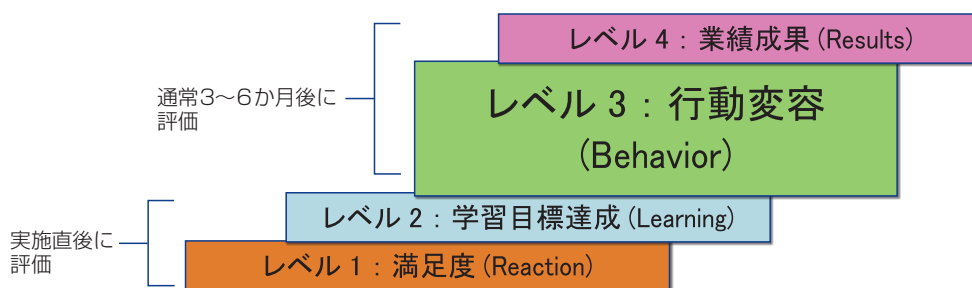 レベル 4：業績成果 (Results)
通常3～6か月後に
評価
レベル 3：行動変容
(Behavior)
レベル 2：学習目標達成 (Learning)
実施直後に
評価
レベル 1：満足度 (Reaction)